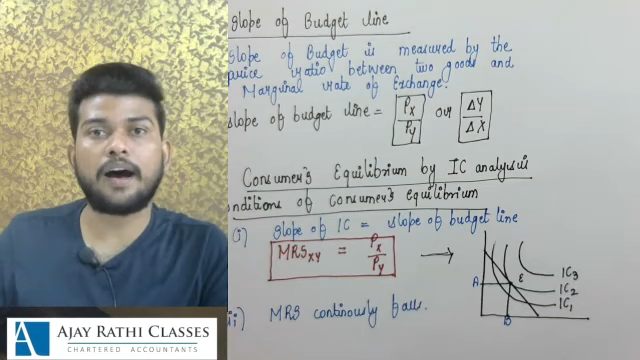 slope of Budget line
slope of Budget is measured by the
price ratio between two goods and
Marginal rate of Exchange.
slope of budget line = Px/Py or ΔY/ΔX
Consumer's Equilibrium by IC analysis
onditions of Consumer's equilibrium
(i) slope of IC = slope of budget line
MRSxy = Px/Py
IC3
A
E
IC2
IC1
B
ii) MRS continously falls.
A
AJAY RATHI CLASSES
CHARTERED ACCOUNTANTS